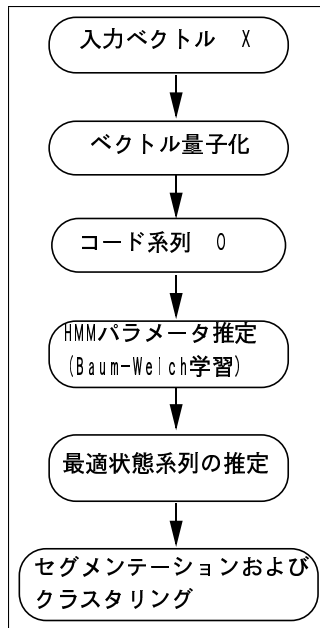 入力ベクトル X
ベクトル量子化
コード系列 O
HMMパラメータ推定
(Baum-Welch学習)
最適状態系列の推定
セグメンテーションおよび
クラスタリング